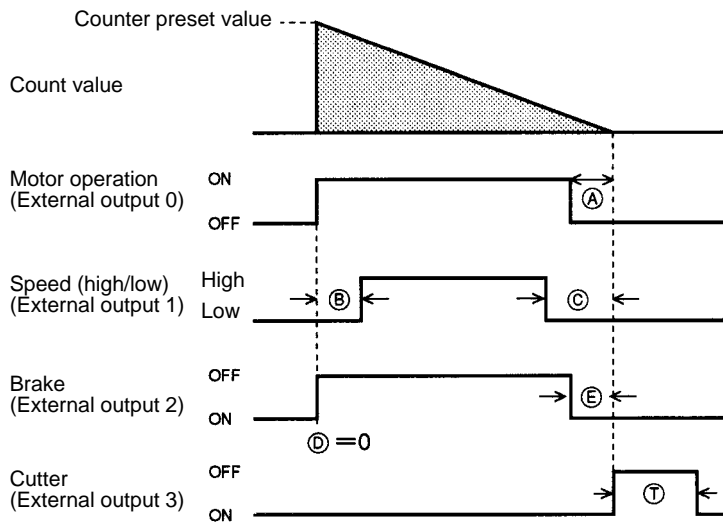 Counter preset value
Count value
Motor operation
(External output 0)
ON
OFF
A
Speed (high/low)
(External output 1)
High
Low
B
C
Brake
(External output 2)
OFF
ON
E
D = 0
Cutter
(External output 3)
OFF
ON
T